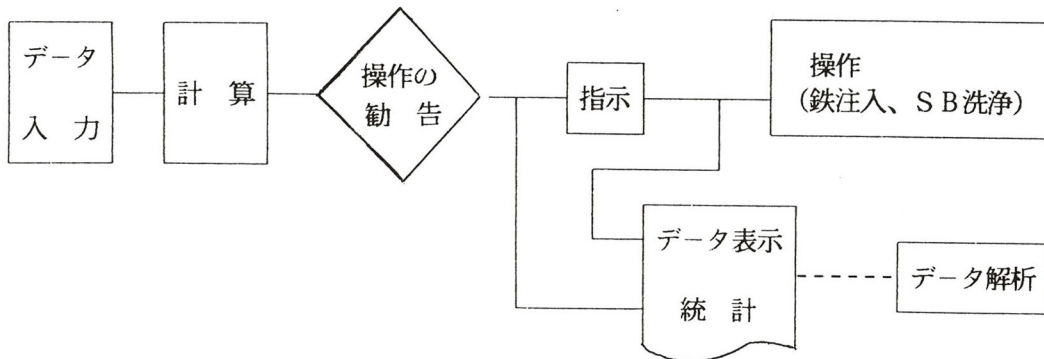 データ
入 力
計 算
操作の
勧 告
指示
操作
(鉄注入、ＳＢ洗浄)
データ表示
統 計
データ解析